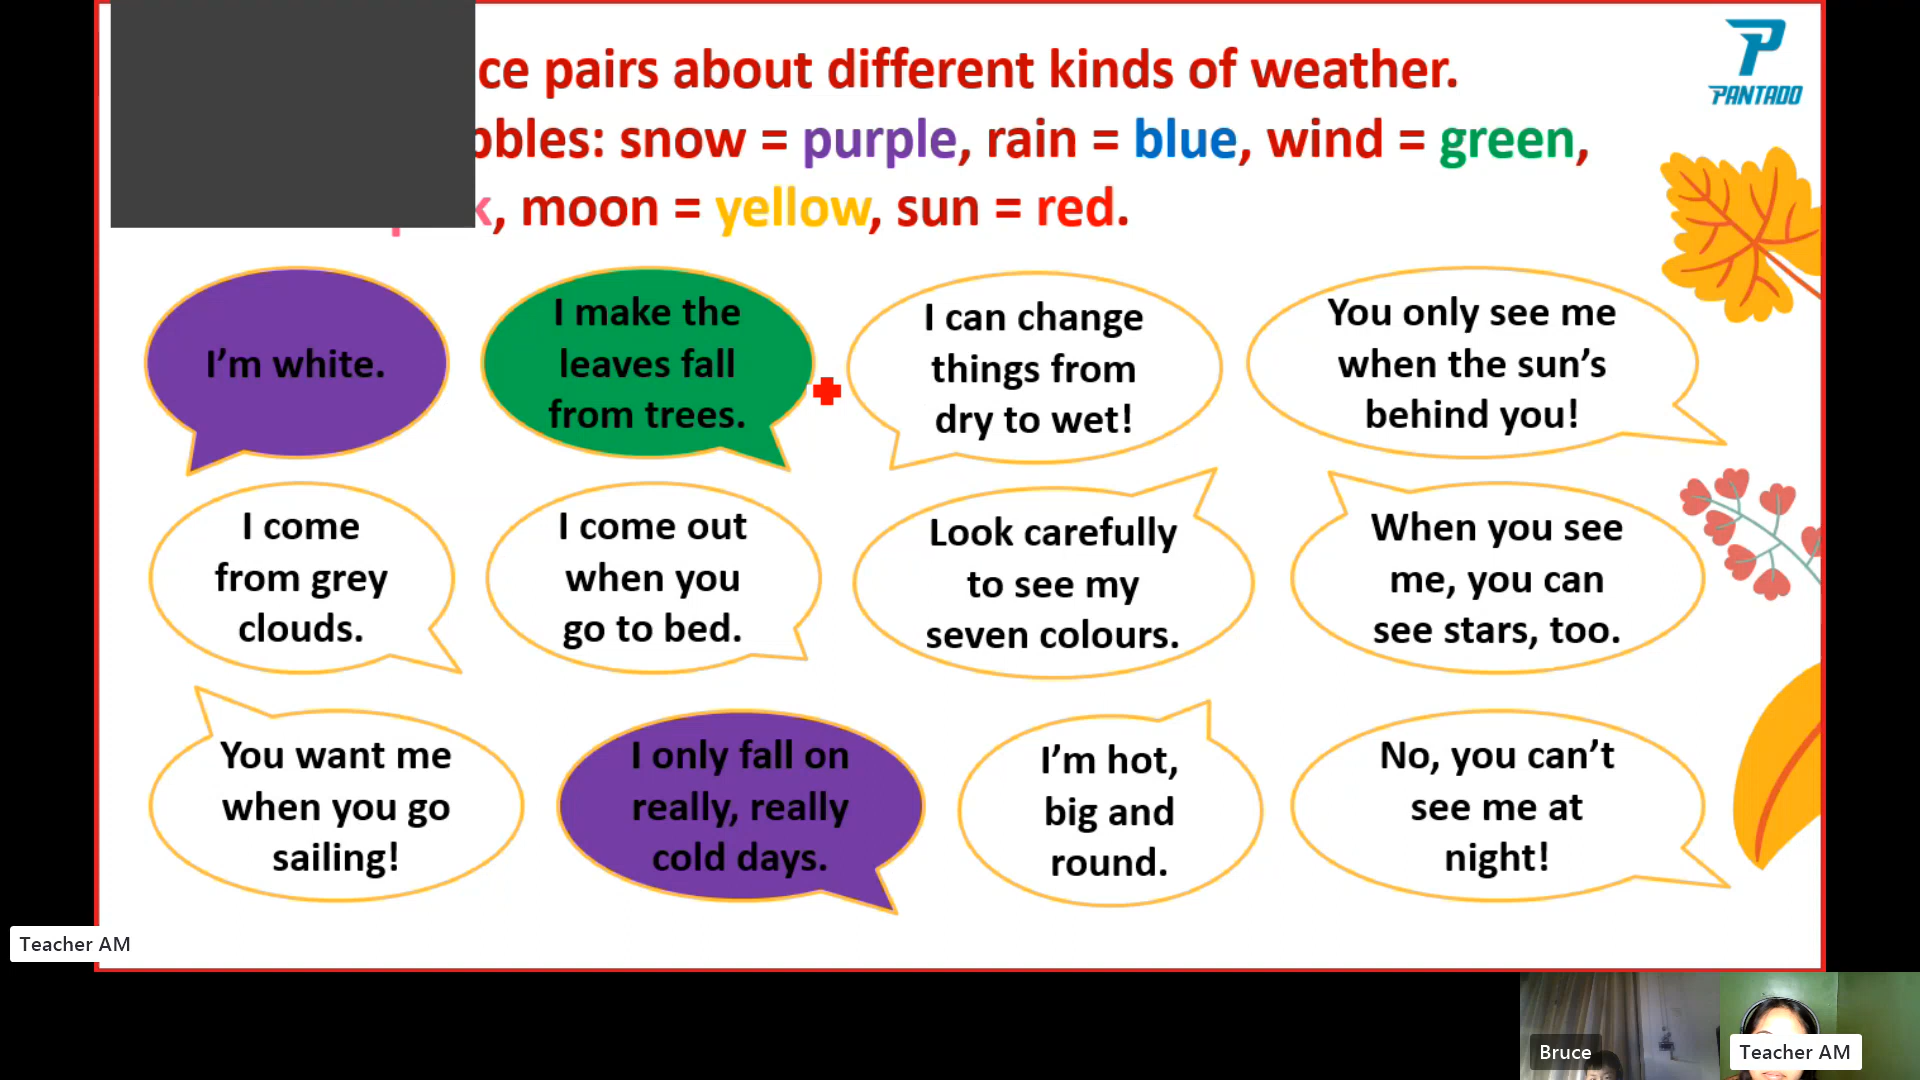 ce pairs about different kinds of weather.
bbles: snow = purple, rain = blue, wind = green,
k, moon = yellow, sun = red.
PANTADO
I'm white.
I make the
leaves fall
from trees.
I can change
things from
dry to wet!
You only see me
when the sun's
behind you!
I come
from grey
clouds.
I come out
when you
go to bed.
Look carefully
to see my
seven colours.
When you see
me, you can
see stars, too.
You want me
when you go
sailing!
I only fall on
really, really
cold days.
I'm hot,
big and
round.
No, you can't
see me at
night!
Teacher AM
Bruce
Teacher AM